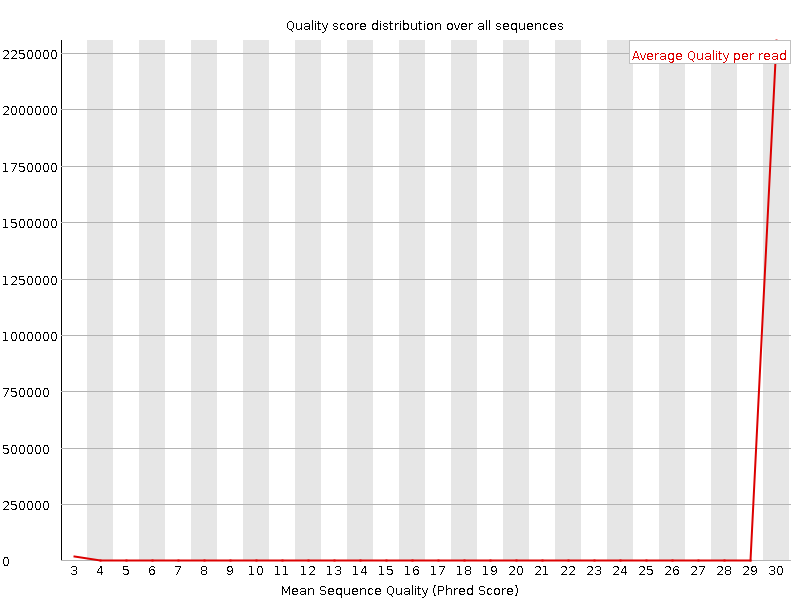 Quality score distribution over all sequences
Average Quality per read
2250000
2000000
1750000
1500000
1250000
1000000
750000
500000
250000
0
3 4 5 6 7 8 9 10 11 12 13 14 15 16 17 18 19 20 21 22 23 24 25 26 27 28 29 30
Mean Sequence Quality (Phred Score)